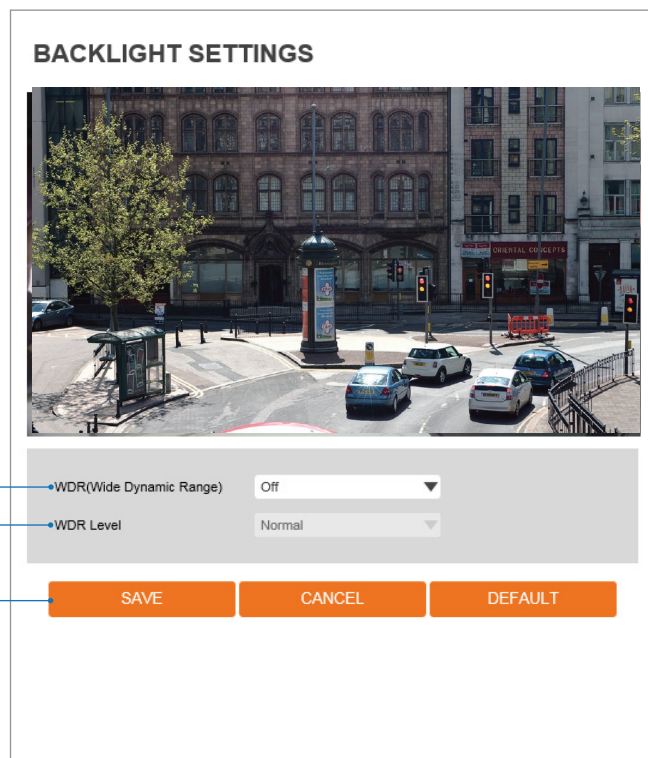 BACKLIGHT SETTINGS
ORIENTAL CONCEPTS
WDR(Wide Dynamic Range) Off
WDR Level Normal
SAVE CANCEL DEFAULT